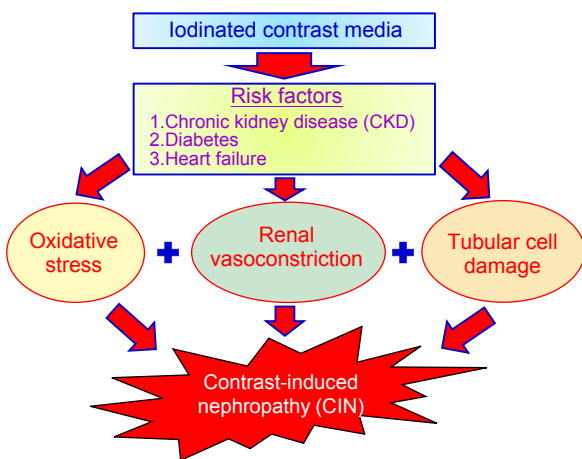 Iodinated contrast media
Risk factors
1.Chronic kidney disease (CKD)
2.Diabetes
3.Heart failure
Oxidative
stress
Renal
vasoconstriction
Tubular cell
damage
Contrast-induced
nephropathy (CIN)